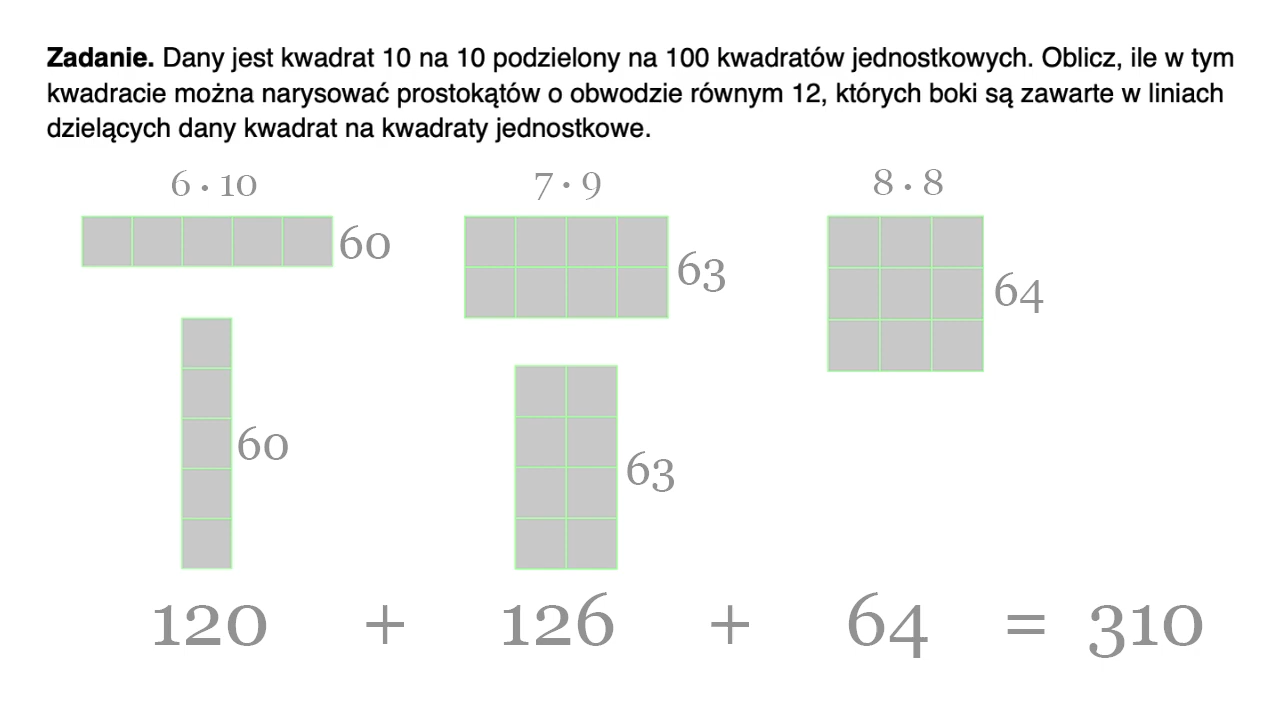 Zadanie. Dany jest kwadrat 10 na 10 podzielony na 100 kwadratów jednostkowych. Oblicz, ile w tym
kwadracie można narysować prostokątów o obwodzie równym 12, których boki są zawarte w liniach
dzielących dany kwadrat na kwadraty jednostkowe.
6 · 10
7 · 9
8 · 8
60
63
64
60
63
120 + 126 + 64 = 310